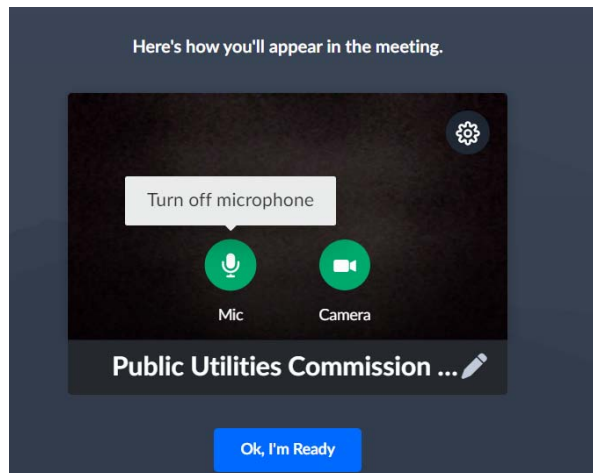 Here's how you'll appear in the meeting.
Turn off microphone
Mic Camera
Public Utilities Commission ...
Ok, I'm Ready